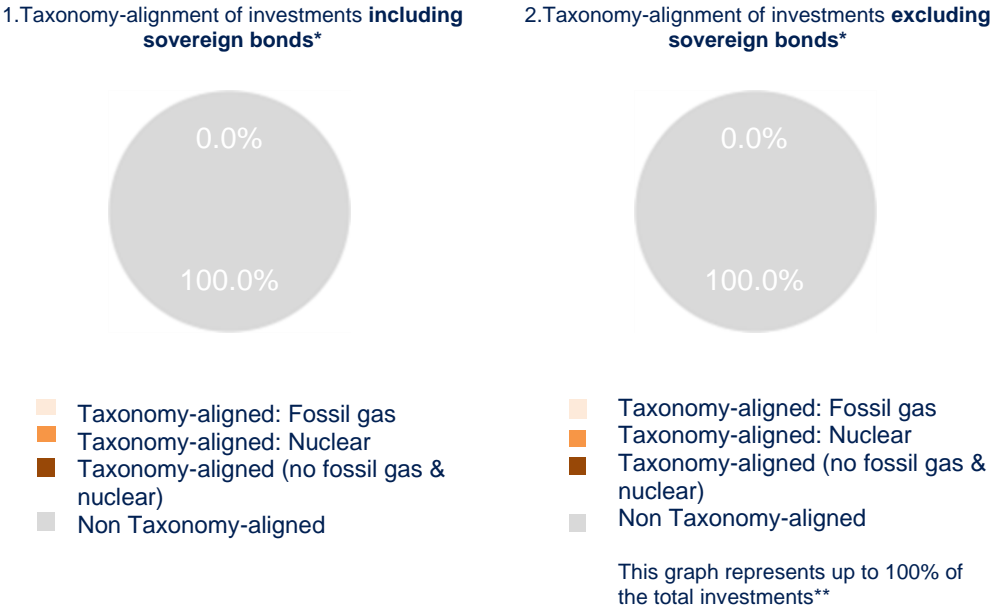 1.Taxonomy-alignment of investments including
sovereign bonds*
0.0%
100.0%
Taxonomy-aligned: Fossil gas
Taxonomy-aligned: Nuclear
Taxonomy-aligned (no fossil gas &
nuclear)
Non Taxonomy-aligned
2.Taxonomy-alignment of investments excluding
sovereign bonds*
0.0%
100.0%
Taxonomy-aligned: Fossil gas
Taxonomy-aligned: Nuclear
Taxonomy-aligned (no fossil gas &
nuclear)
Non Taxonomy-aligned
This graph represents up to 100% of
the total investments**